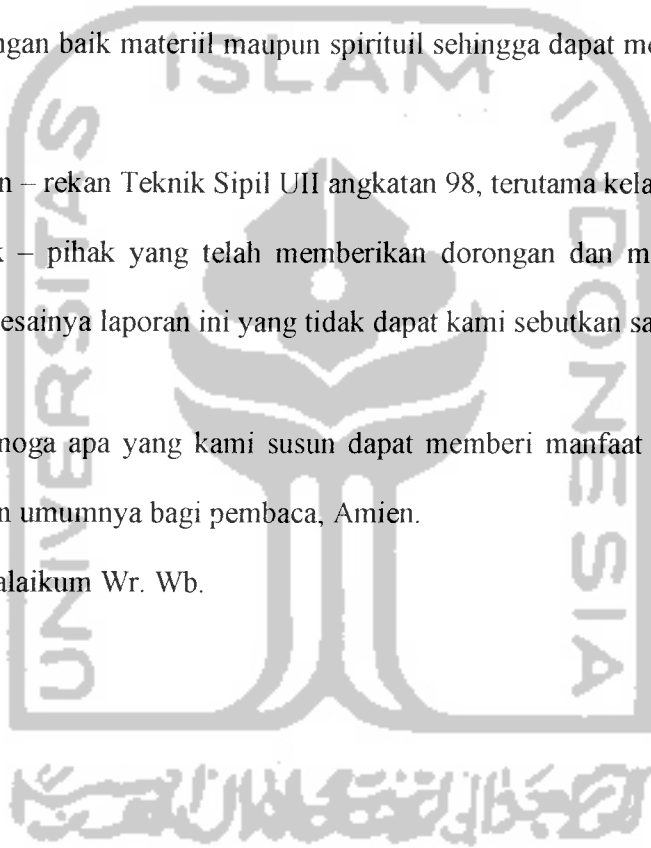 ngan baik materiil maupun spirituil sehingga dapat me
ISLAM
n – rekan Teknik Sipil UII angkatan 98, terutama kela
k – pihak yang telah memberikan dorongan dan m
esainya laporan ini yang tidak dapat kami sebutkan sa
noga apa yang kami susun dapat memberi manfaat
n umumnya bagi pembaca, Amien.
alaikum Wr. Wb.
UNIVERSITAS
INDONESIA